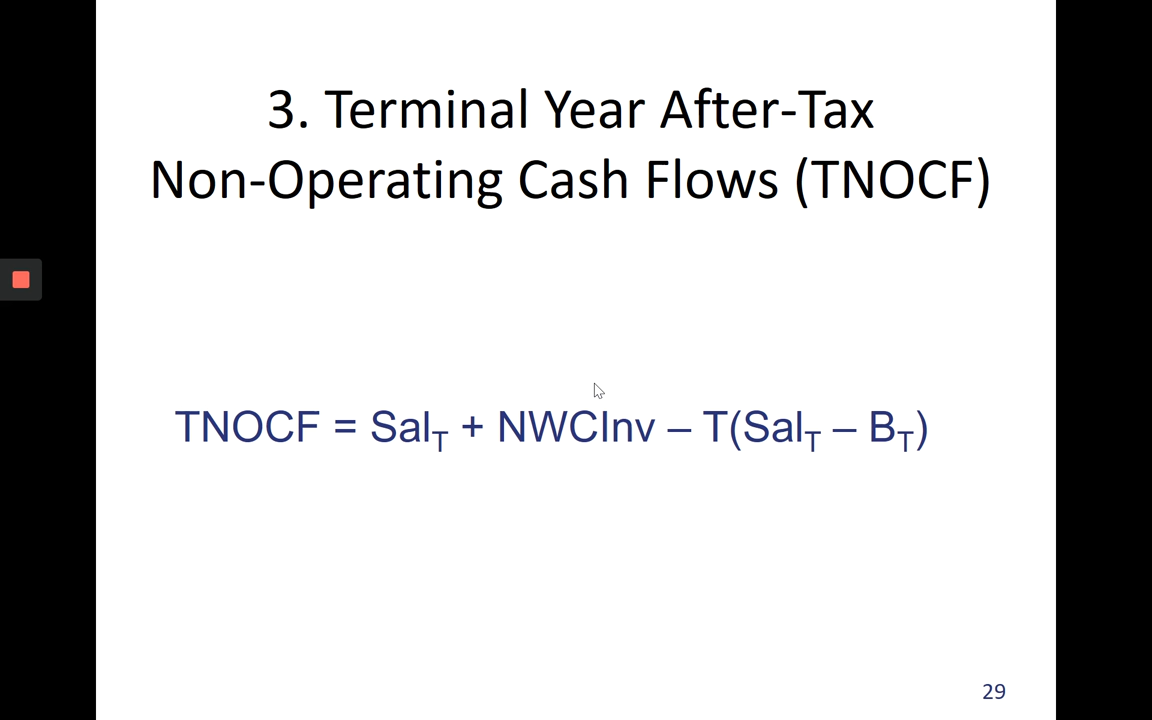 3. Terminal Year After-Tax
Non-Operating Cash Flows (TNOCF)
TNOCF = Sal_T + NWCInv – T(Sal_T – B_T)
29